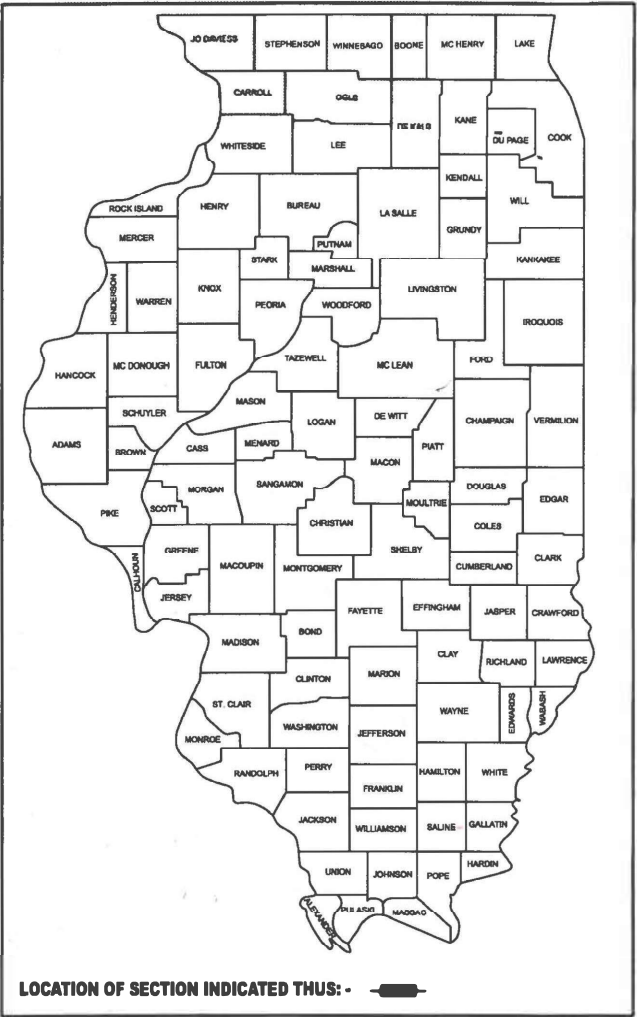 JO DAVIESS STEPHENSON WINNEBAGO BOONE MC HENRY LAKE
CARROLL OGLE DE KALB KANE DU PAGE COOK
WHITESIDE LEE
KENDALL WILL
ROCK ISLAND HENRY BUREAU LA SALLE
MERCER PUTNAM GRUNDY
STARK MARSHALL KANKAKEE
HENDERSON WARREN KNOX PEORIA WOODFORD LIVINGSTON IROQUOIS
HANCOCK MC DONOUGH FULTON TAZEWELL MC LEAN FORD
MASON
SCHUYLER LOGAN DE WITT CHAMPAIGN VERMILION
ADAMS BROWN CASS MENARD MACON PIATT
PIKE SCOTT MORGAN SANGAMON MOULTRIE DOUGLAS EDGAR
CHRISTIAN COLES
CALHOUN GREENE MACOUPIN MONTGOMERY SHELBY CUMBERLAND CLARK
JERSEY FAYETTE EFFINGHAM JASPER CRAWFORD
MADISON BOND CLAY RICHLAND LAWRENCE
CLINTON MARION
ST. CLAIR WAYNE EDWARDS WABASH
MONROE WASHINGTON JEFFERSON
RANDOLPH PERRY HAMILTON WHITE
FRANKLIN
JACKSON WILLIAMSON SALINE GALLATIN
UNION JOHNSON POPE HARDIN
ALEXANDER PULASKI MASSAC
LOCATION OF SECTION INDICATED THUS: -